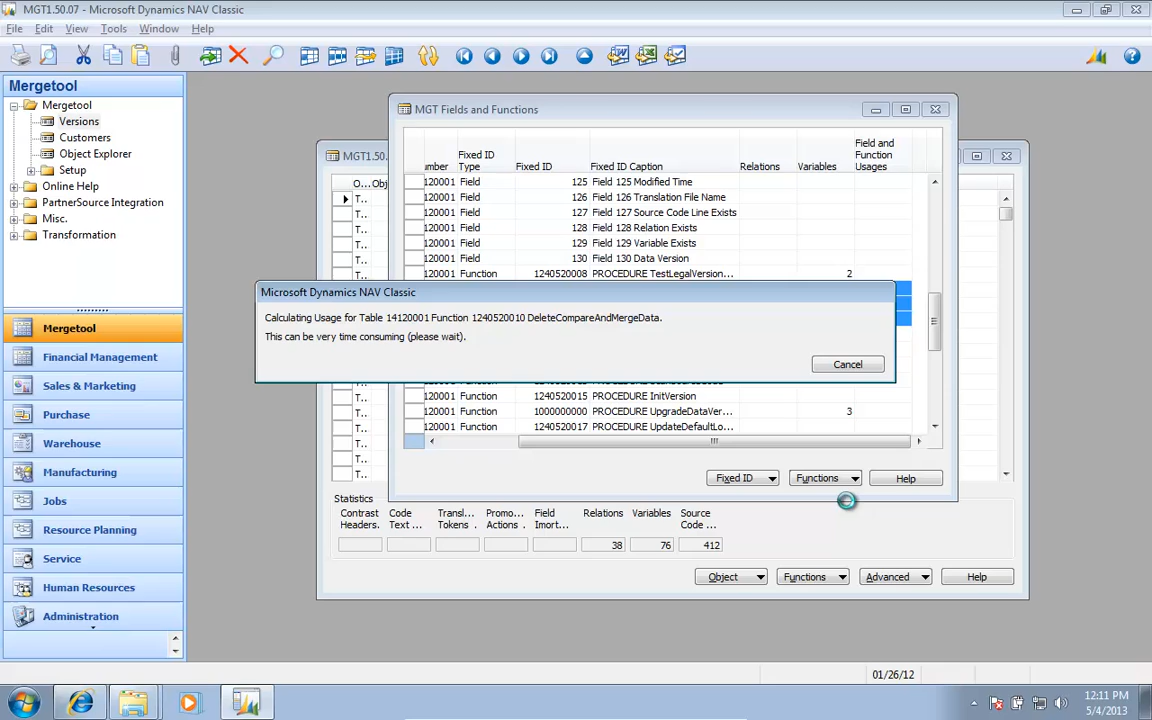 MGT1.50.07 - Microsoft Dynamics NAV Classic
File Edit View Tools Window Help
Mergetool
Mergetool
Versions
Customers
Object Explorer
Setup
Online Help
PartnerSource Integration
Misc.
Transformation
Mergetool
Financial Management
Sales & Marketing
Purchase
Warehouse
Manufacturing
Jobs
Resource Planning
Service
Human Resources
Administration
MGT1.50.
O... Obj
T..
T..
T..
T..
T..
T..
T..
T..
T..
T..
T..
T..
T..
MGT Fields and Functions
umber Fixed ID Type Fixed ID Fixed ID Caption Relations Variables Field and Function Usages
120001 Field 125 Field 125 Modified Time
120001 Field 126 Field 126 Translation File Name
120001 Field 127 Field 127 Source Code Line Exists
120001 Field 128 Field 128 Relation Exists
120001 Field 129 Field 129 Variable Exists
120001 Field 130 Field 130 Data Version
120001 Function 1240520008 PROCEDURE TestLegalVersion... 2
Microsoft Dynamics NAV Classic
Calculating Usage for Table 14120001 Function 1240520010 DeleteCompareAndMergeData.
This can be very time consuming (please wait).
Cancel
120001 Function 1240520015 PROCEDURE InitVersion
120001 Function 1000000000 PROCEDURE UpgradeDataVer... 3
120001 Function 1240520017 PROCEDURE UpdateDefaultLo...
Fixed ID Functions Help
Statistics
Contrast Headers. Code Text ... Transl... Tokens . Promo... Actions . Field Imort... Relations Variables Source Code ...
38 76 412
Object Functions Advanced Help
01/26/12
12:11 PM
5/4/2013